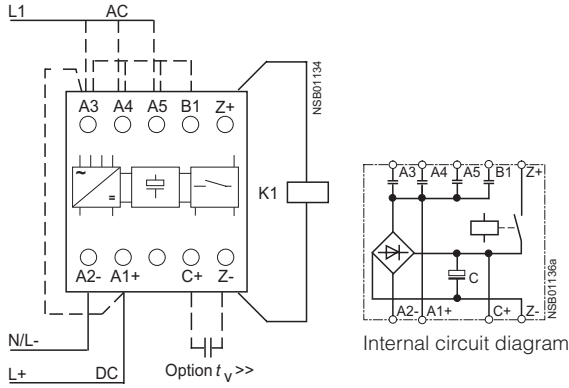 L1 AC
A3 A4 A5 B1 Z+
NSB01134
~
=
K1
A2- A1+ C+ Z-
N/L-
L+ DC
Option tv >>
A3 A4 A5 B1 Z+
C
A2- A1+ C+ Z-
NSB01136a
Internal circuit diagram